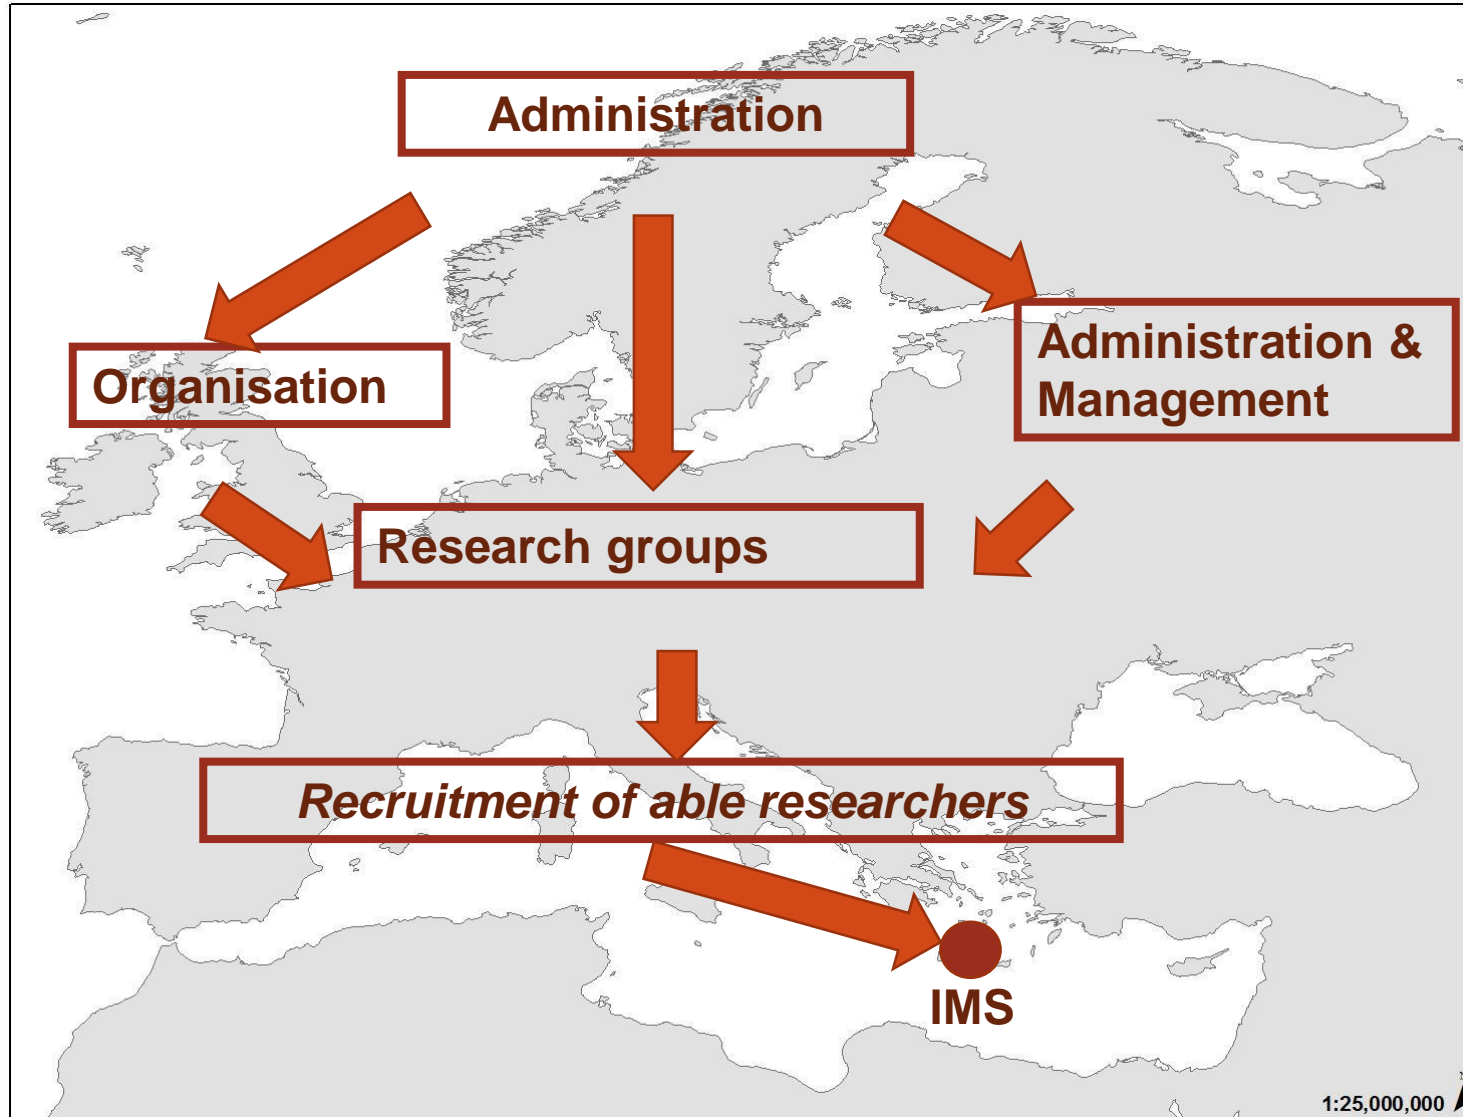 Administration
Organisation
Administration &
Management
Research groups
Recruitment of able researchers
IMS
1:25,000,000